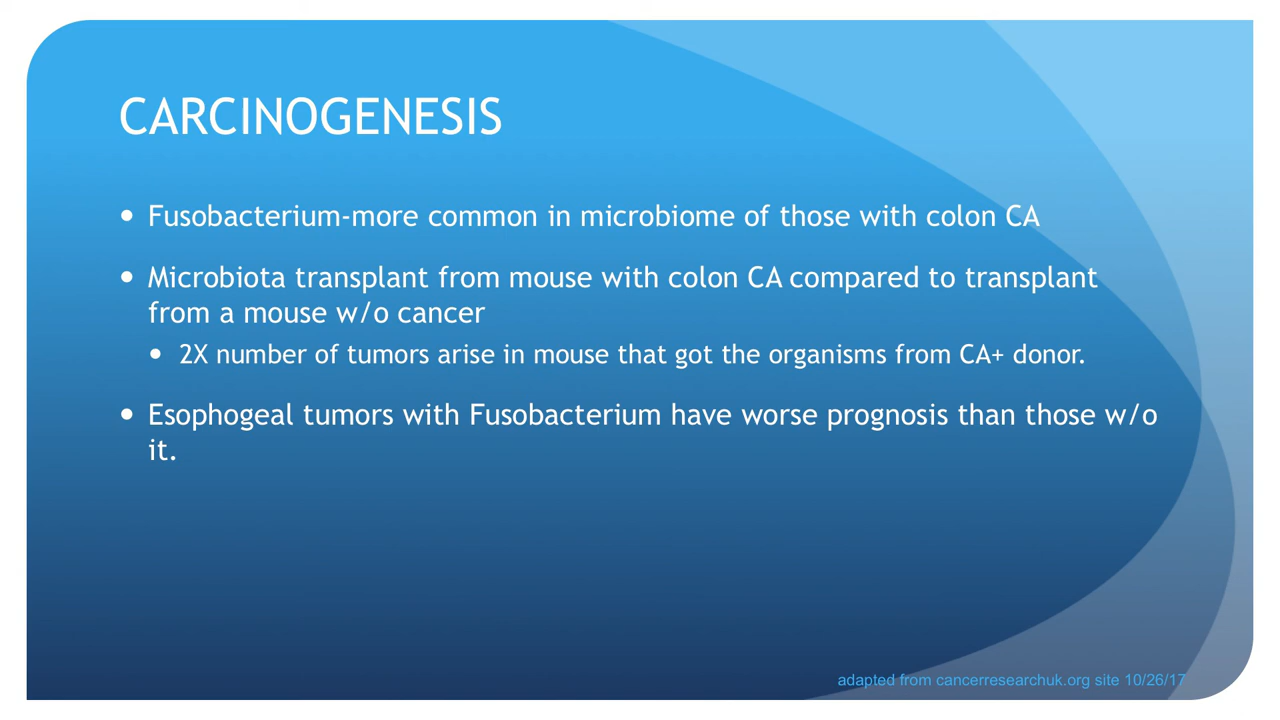 CARCINOGENESIS
• Fusobacterium-more common in microbiome of those with colon CA
• Microbiota transplant from mouse with colon CA compared to transplant
from a mouse w/o cancer
• 2X number of tumors arise in mouse that got the organisms from CA+ donor.
• Esophogeal tumors with Fusobacterium have worse prognosis than those w/o
it.
adapted from cancerresearchuk.org site 10/26/17